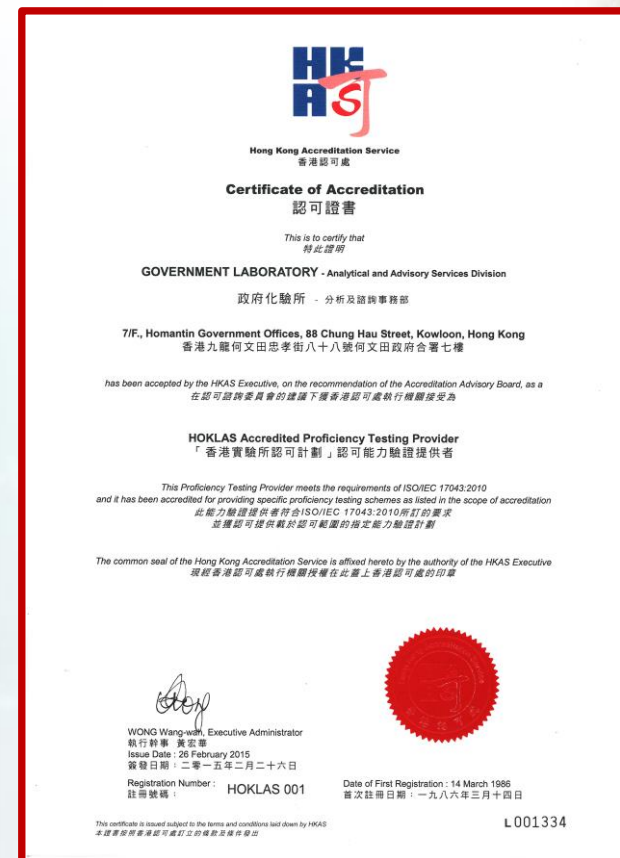 HK
AS
Hong Kong Accreditation Service
香港認可處
Certificate of Accreditation
認可證書
This is to certify that
特此證明
GOVERNMENT LABORATORY - Analytical and Advisory Services Division
政府化驗所 - 分析及諮詢事務部
7/F., Homantin Government Offices, 88 Chung Hau Street, Kowloon, Hong Kong
香港九龍何文田忠孝街八十八號何文田政府合署七樓
has been accepted by the HKAS Executive, on the recommendation of the Accreditation Advisory Board, as a
在認可諮詢委員會的建議下獲香港認可處執行機關接受為
HOKLAS Accredited Proficiency Testing Provider
「香港實驗所認可計劃」認可能力驗證提供者
This Proficiency Testing Provider meets the requirements of ISO/IEC 17043:2010
and it has been accredited for providing specific proficiency testing schemes as listed in the scope of accreditation
此能力驗證提供者符合ISO/IEC 17043:2010所訂的要求
並獲認可提供載於認可範圍的指定能力驗證計劃
The common seal of the Hong Kong Accreditation Service is affixed hereto by the authority of the HKAS Executive
現經香港認可處執行機關授權在此蓋上香港認可處的印章
WONG Wang-wah, Executive Administrator
執行幹事 黃宏華
Issue Date : 26 February 2015
簽發日期：二零一五年二月二十六日
Registration Number :
註冊號碼：
HOKLAS 001
Date of First Registration : 14 March 1986
首次註冊日期：一九八六年三月十四日
This certificate is issued subject to the terms and conditions laid down by HKAS
本證書按照香港認可處訂立的條款及條件發出
L001334